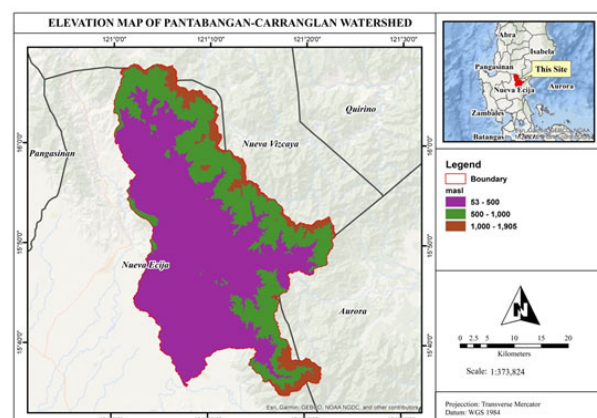 ELEVATION MAP OF PANTABANGAN-CARRANGLAN WATERSHED
121°0'0" 121°10'0" 121°20'0" 121°30'0"
16°0'0"
15°50'0"
15°40'0"
16°0'0"
15°50'0"
15°40'0"
Quirino
Nueva Vizcaya
Pangasinan
Nueva Ecija
Aurora
Esri, Garmin, GEBCO, NOAA NGDC, and other contributors
Abra
Isabela
Pangasinan
This Site
Nueva Ecija
Aurora
Zambales
Batangas
Legend
Boundary
masl
53 - 500
500 - 1,000
1,000 - 1,905
N
0 2.5 5 10 15 20
Kilometers
Scale: 1:373,824
Projection: Transverse Mercator
Datum: WGS 1984